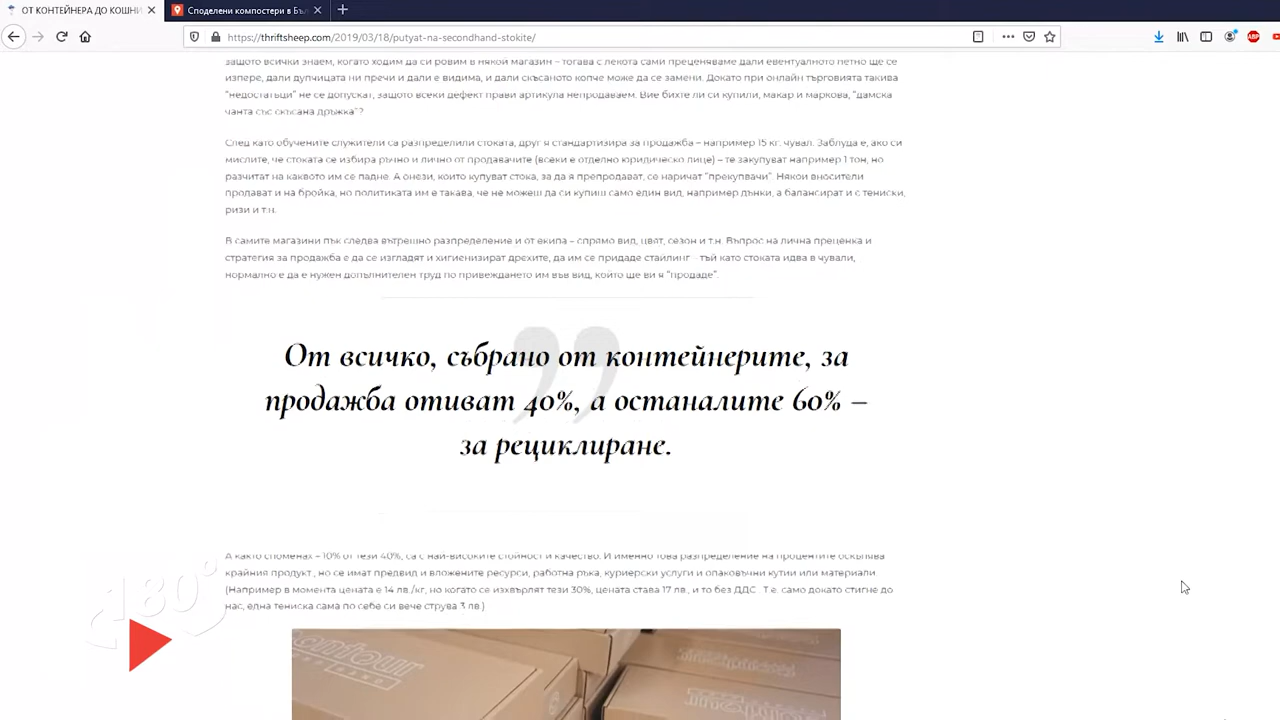 ОТ КОНТЕЙНЕРА ДО КОШНИ
Споделени компостери в Бъл
https://thriftsheep.com/2019/03/18/putyat-na-secondhand-stokite/
ABP
защото всички знаем, когато ходим да си ровим в някой магазин – тогава с лекота сами преценяваме дали евентуалното петно ще се
изпере, дали дупчицата ни пречи и дали е видима, и дали скъсаното копче може да се замени. Докато при онлайн търговията такива
"недостатъци" не се допускат, защото всеки дефект прави артикула непродаваем. Вие бихте ли си купили, макар и маркова, "дамска
чанта със скъсана дръжка"?
След като обучените служители са разпределили стоката, друг я стандартизира за продажба – например 15 кг. чувал. Заблуда е, ако си
мислите, че стоката се избира ръчно и лично от продавачите (всеки е отделно юридическо лице) – те закупуват например 1 тон, но
разчитат на каквото им се падне. А онези, които купуват стока, за да я препродават, се наричат "прекупвачи". Някои вносители
продават и на бройка, но политиката им е такава, че не можеш да си купиш само един вид, например дънки, а балансират и с тениски,
ризи и т.н.
В самите магазини пък следва вътрешно разпределение и от екипа – спрямо вид, цвят, сезон и т.н. Въпрос на лична преценка и
стратегия за продажба е да се изгладят и хигиенизират дрехите, да им се придаде стайлинг – тъй като стоката идва в чували,
нормално е да е нужен допълнителен труд по привеждането им във вид, който ще ви я "продаде".
От всичко, събрано от контейнерите, за
продажба отиват 40%, а останалите 60% –
за рециклиране.
А както споменах – 10% от тези 40%, са с най-високите стойност и качество. И именно това разпределение на процентите оскъпява
крайния продукт, но се имат предвид и вложените ресурси, работна ръка, куриерски услуги и опаковъчни кутии или материали.
(Например в момента цената е 14 лв./кг, но когато се изхвърлят тези 30%, цената става 17 лв., и то без ДДС. Т.е. само докато стигне до
нас, една тениска сама по себе си вече струва 3 лв.)
180°